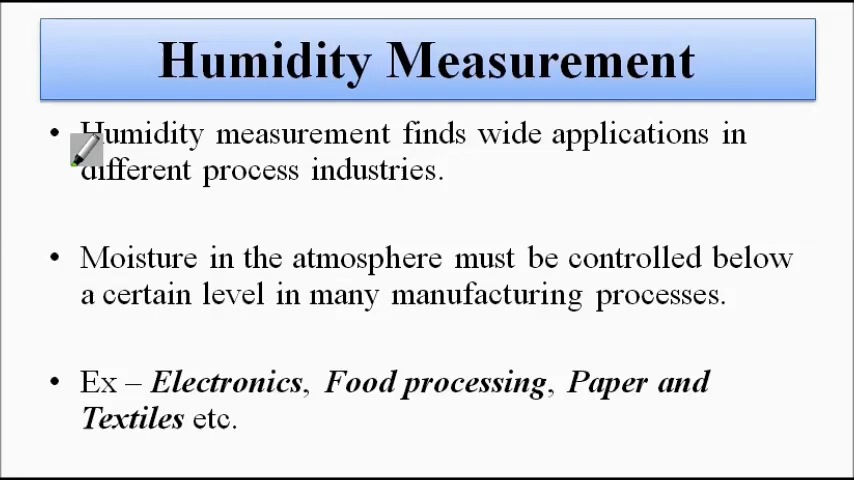 Humidity Measurement
• Humidity measurement finds wide applications in
different process industries.
• Moisture in the atmosphere must be controlled below
a certain level in many manufacturing processes.
• Ex – Electronics, Food processing, Paper and
Textiles etc.